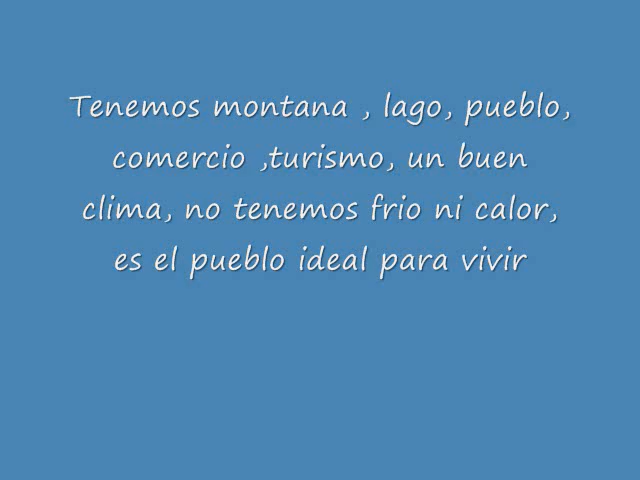 Tenemos montana , lago, pueblo,
comercio ,turismo, un buen
clima, no tenemos frio ni calor,
es el pueblo ideal para vivir